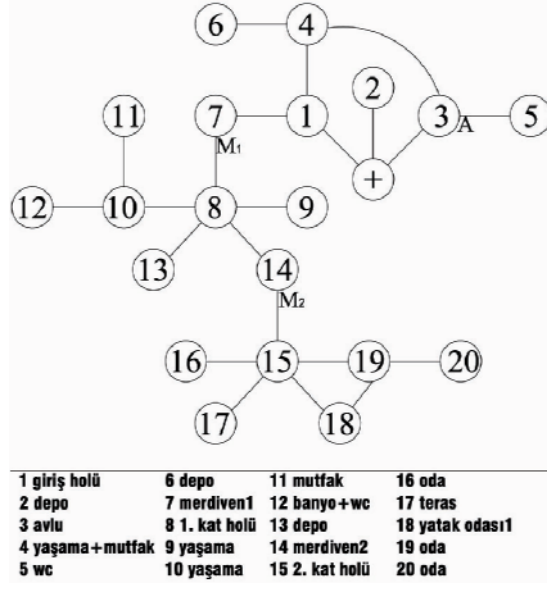 6 4
2
11 7 1 3 A 5
M₁
+
12 10 8 9
13 14
M₂
16 15 19 20
17 18
1 giriş holü 6 depo 11 mutfak 16 oda
2 depo 7 merdiven1 12 banyo+wc 17 teras
3 avlu 8 1. kat holü 13 depo 18 yatak odası1
4 yaşama+mutfak 9 yaşama 14 merdiven2 19 oda
5 wc 10 yaşama 15 2. kat holü 20 oda